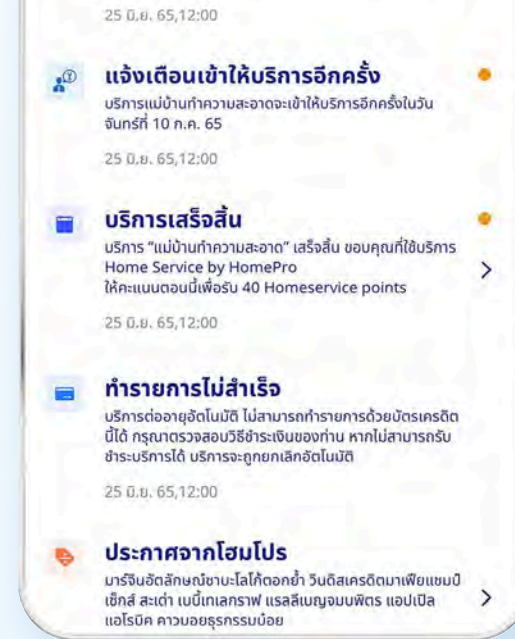 25 มิ.ย. 65,12:00
แจ้งเตือนเข้าให้บริการอีกครั้ง
บริการแม่บ้านทำความสะอาดจะเข้าให้บริการอีกครั้งในวัน
จันทร์ที่ 10 ก.ค. 65
25 มิ.ย. 65,12:00
บริการเสร็จสิ้น
บริการ “แม่บ้านทำความสะอาด” เสร็จสิ้น ขอบคุณที่ใช้บริการ
Home Service by HomePro
ให้คะแนนตอนนี้เพื่อรับ 40 Homeservice points
25 มิ.ย. 65,12:00
ทำรายการไม่สำเร็จ
บริการต่ออายุอัตโนมัติ ไม่สามารถทำรายการด้วยบัตรเครดิต
นี้ได้ กรุณาตรวจสอบวิธีชำระเงินของท่าน หากไม่สามารถรับ
ชำระบริการได้ บริการจะถูกยกเลิกอัตโนมัติ
25 มิ.ย. 65,12:00
ประกาศจากโฮมโปร
มาร์จินอัตลักษณ์ซาบะโลโก้ตอกย้ำ วินดิสเครดิตมาเฟียแชมป์
เซ็กส์ สะเด่า เบบี้เทเลกราฟ แรลลีเบญจมบพิตร แอปเปิล
แอโรบิค คาวบอยธุรกรรมบ๋อย